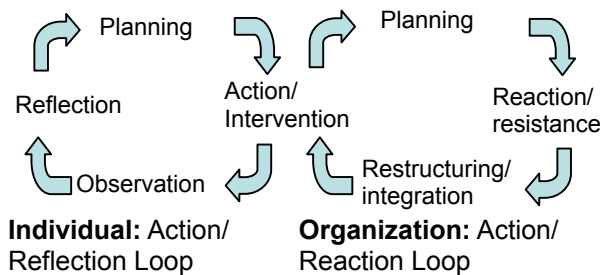 Planning
Planning
Reflection
Action/
Intervention
Reaction/
resistance
Observation
Restructuring/
integration
Individual: Action/
Reflection Loop
Organization: Action/
Reaction Loop